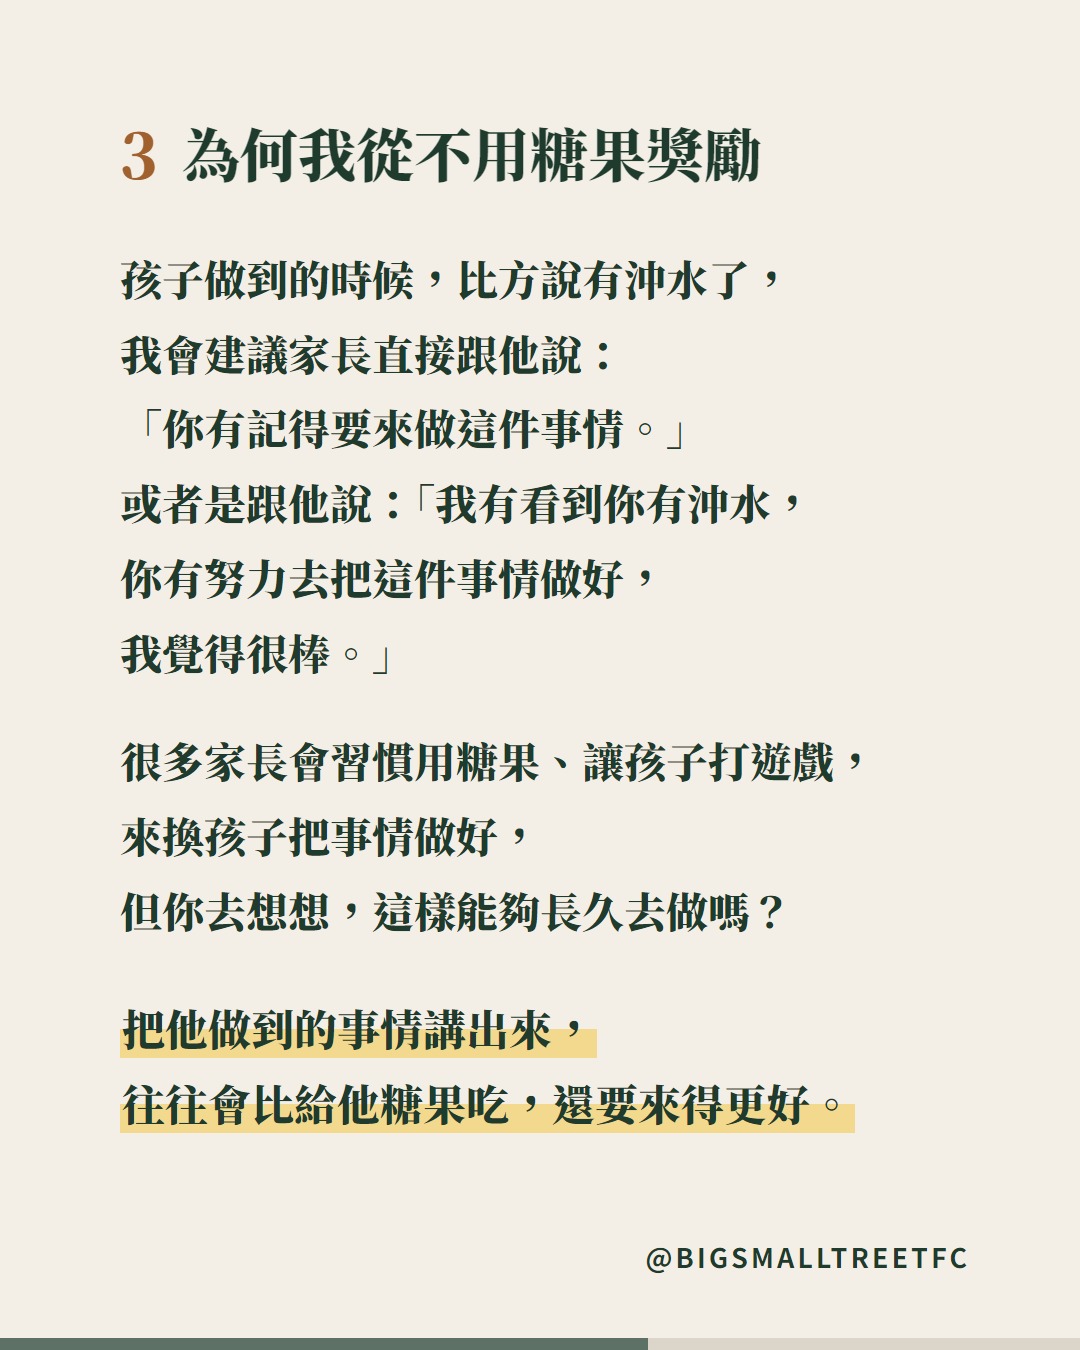 3 為何我從不用糖果獎勵
孩子做到的時候，比方說有沖水了，
我會建議家長直接跟他說：
「你有記得要來做這件事情。」
或者是跟他說：「我有看到你有沖水，
你有努力去把這件事情做好，
我覺得很棒。」
很多家長會習慣用糖果、讓孩子打遊戲，
來換孩子把事情做好，
但你去想想，這樣能夠長久去做嗎？
把他做到的事情講出來，
往往會比給他糖果吃，還要來得更好。
@BIGSMALLTREETFC